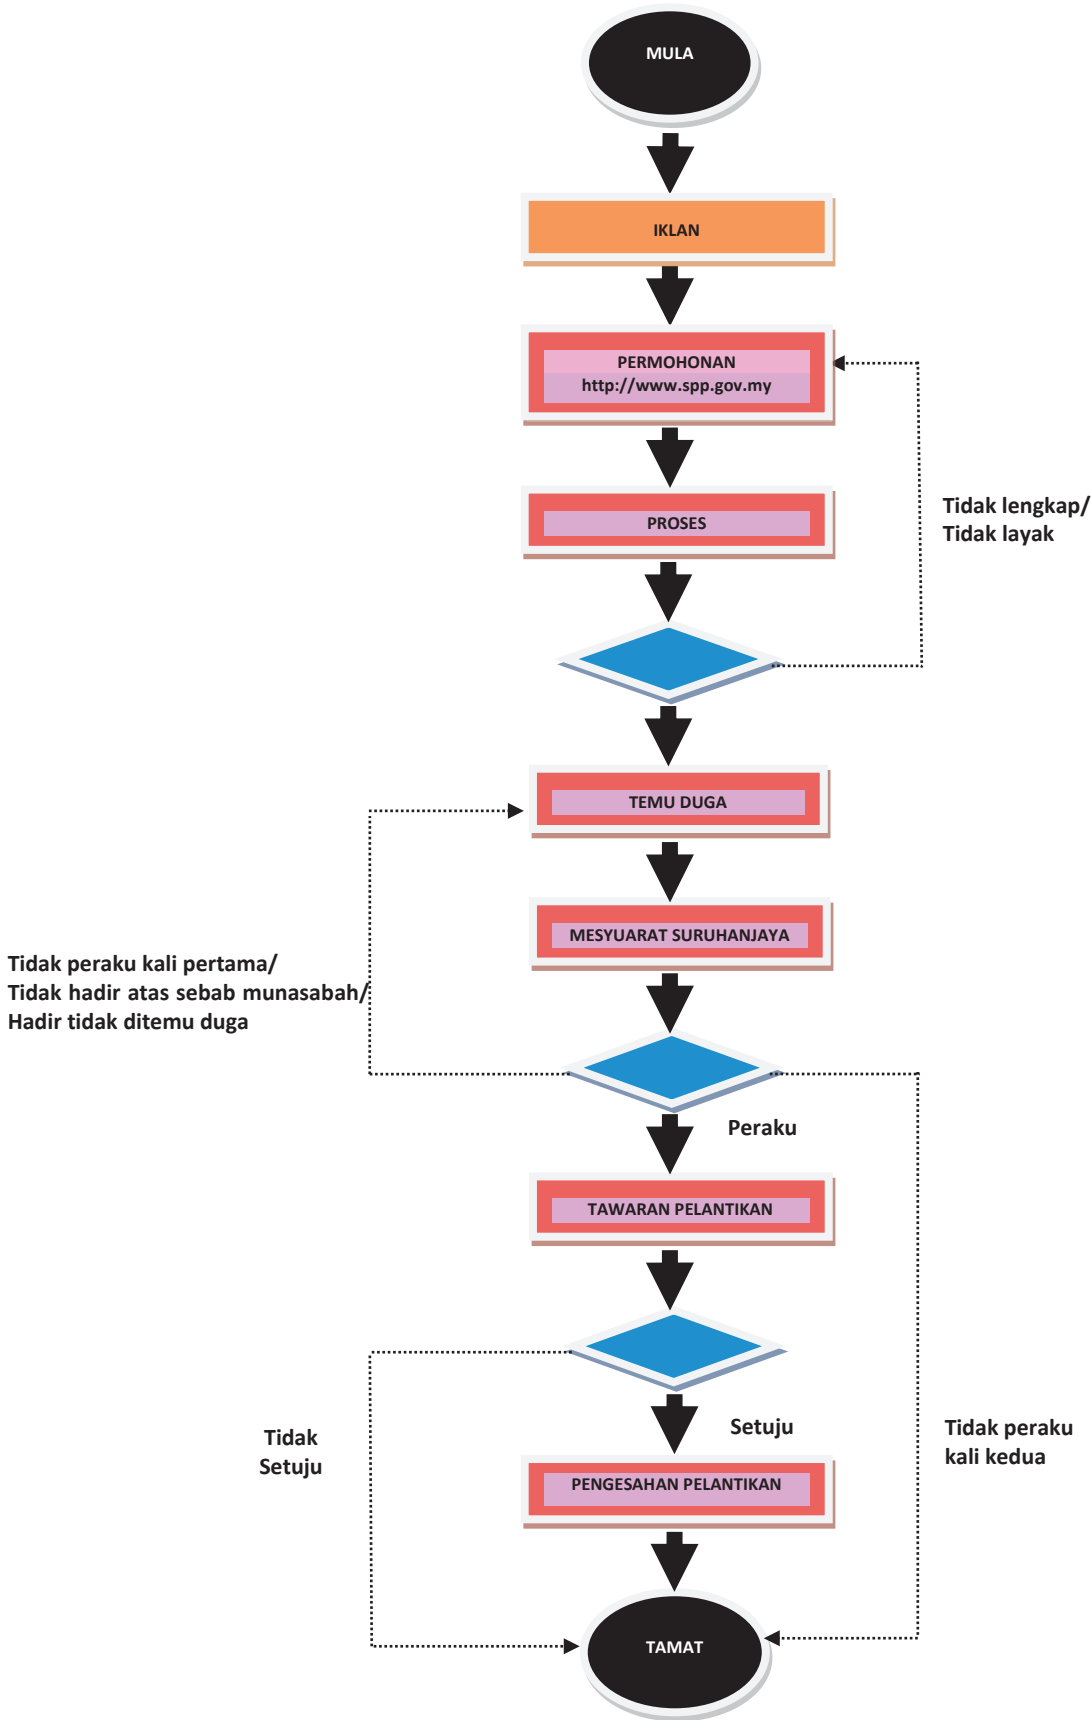 MULA
IKLAN
PERMOHONAN
http://www.spp.gov.my
PROSES
Tidak lengkap/
Tidak layak
TEMU DUGA
MESYUARAT SURUHANJAYA
Tidak peraku kali pertama/
Tidak hadir atas sebab munasabah/
Hadir tidak ditemu duga
Peraku
TAWARAN PELANTIKAN
Setuju
Tidak
Setuju
Tidak peraku
kali kedua
PENGESAHAN PELANTIKAN
TAMAT